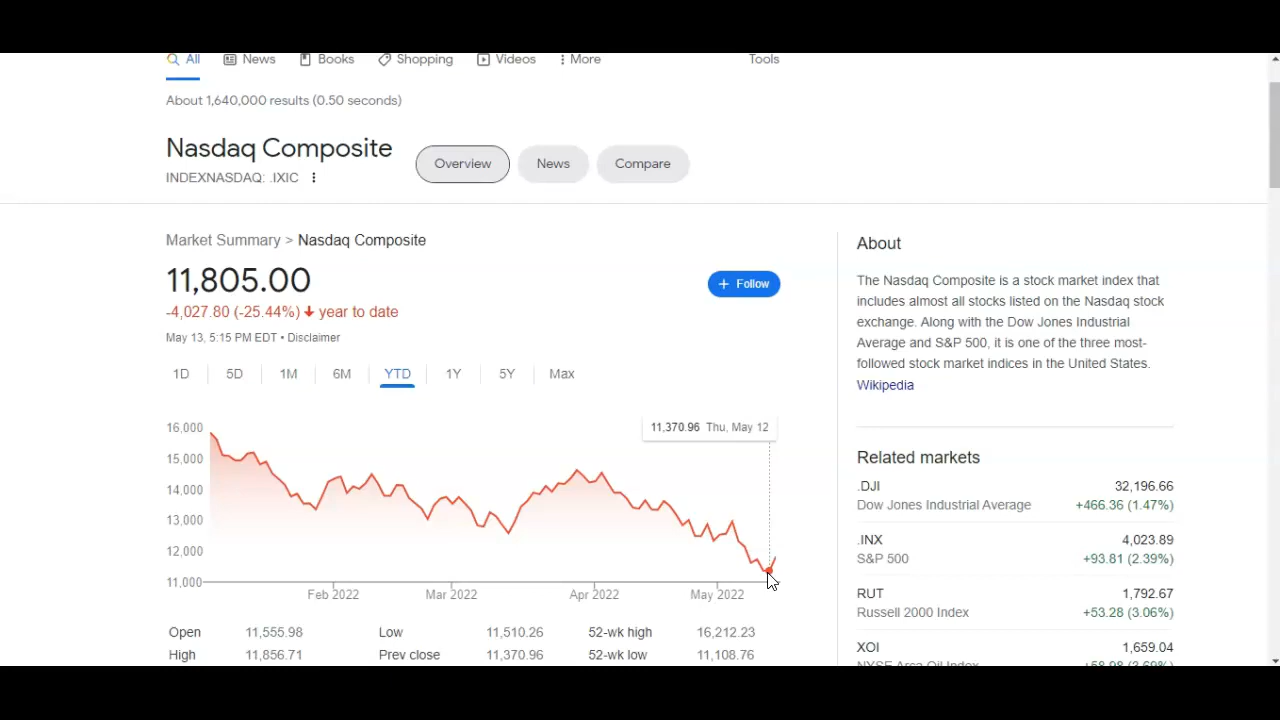 All News Books Shopping Videos More Tools
About 1,640,000 results (0.50 seconds)
Nasdaq Composite
INDEXNASDAQ: .IXIC
Overview News Compare
Market Summary > Nasdaq Composite
11,805.00
-4,027.80 (-25.44%) year to date
May 13, 5:15 PM EDT • Disclaimer
+ Follow
1D 5D 1M 6M YTD 1Y 5Y Max
11,370.96 Thu, May 12
16,000
15,000
14,000
13,000
12,000
11,000
Feb 2022 Mar 2022 Apr 2022 May 2022
Open 11,555.98 Low 11,510.26 52-wk high 16,212.23
High 11,856.71 Prev close 11,370.96 52-wk low 11,108.76
About
The Nasdaq Composite is a stock market index that
includes almost all stocks listed on the Nasdaq stock
exchange. Along with the Dow Jones Industrial
Average and S&P 500, it is one of the three most-
followed stock market indices in the United States.
Wikipedia
Related markets
.DJI 32,196.66
Dow Jones Industrial Average +466.36 (1.47%)
.INX 4,023.89
S&P 500 +93.81 (2.39%)
RUT 1,792.67
Russell 2000 Index +53.28 (3.06%)
XOI 1,659.04
NYSE Arca Oil Index +58.98 (3.69%)